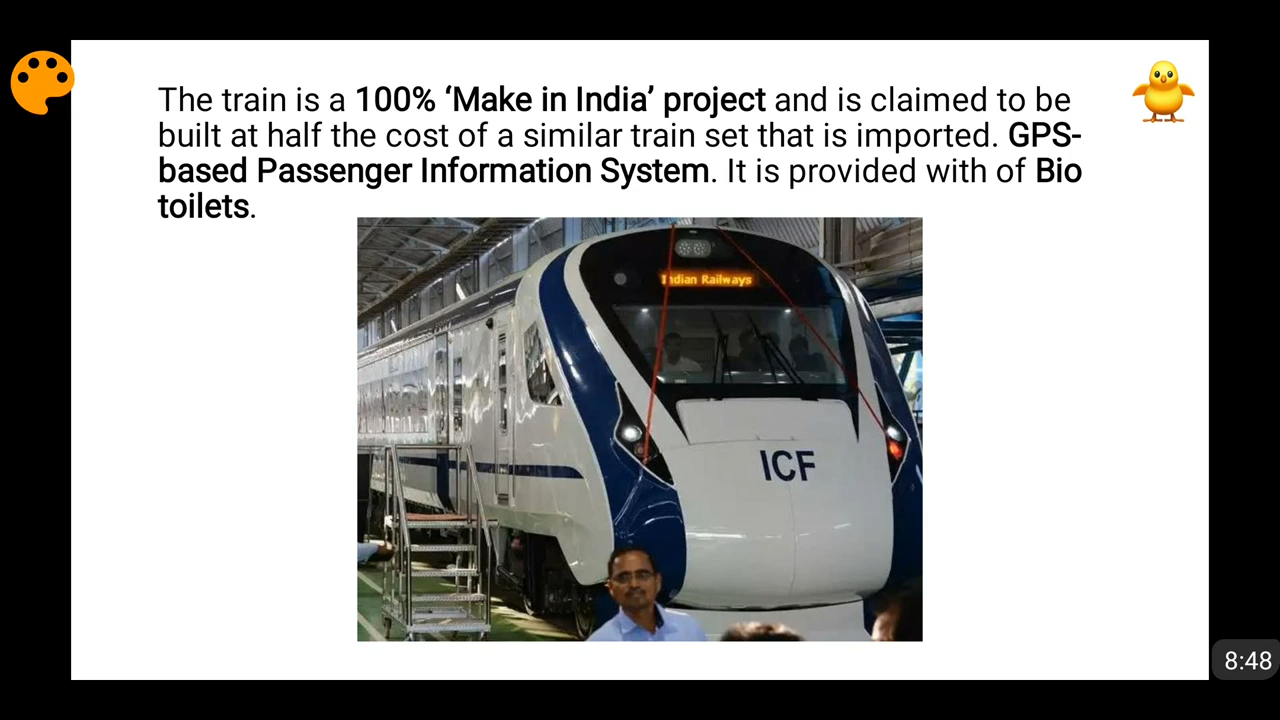 The train is a 100% ‘Make in India’ project and is claimed to be
built at half the cost of a similar train set that is imported. GPS-
based Passenger Information System. It is provided with of Bio
toilets.
Indian Railways
ICF
8:48